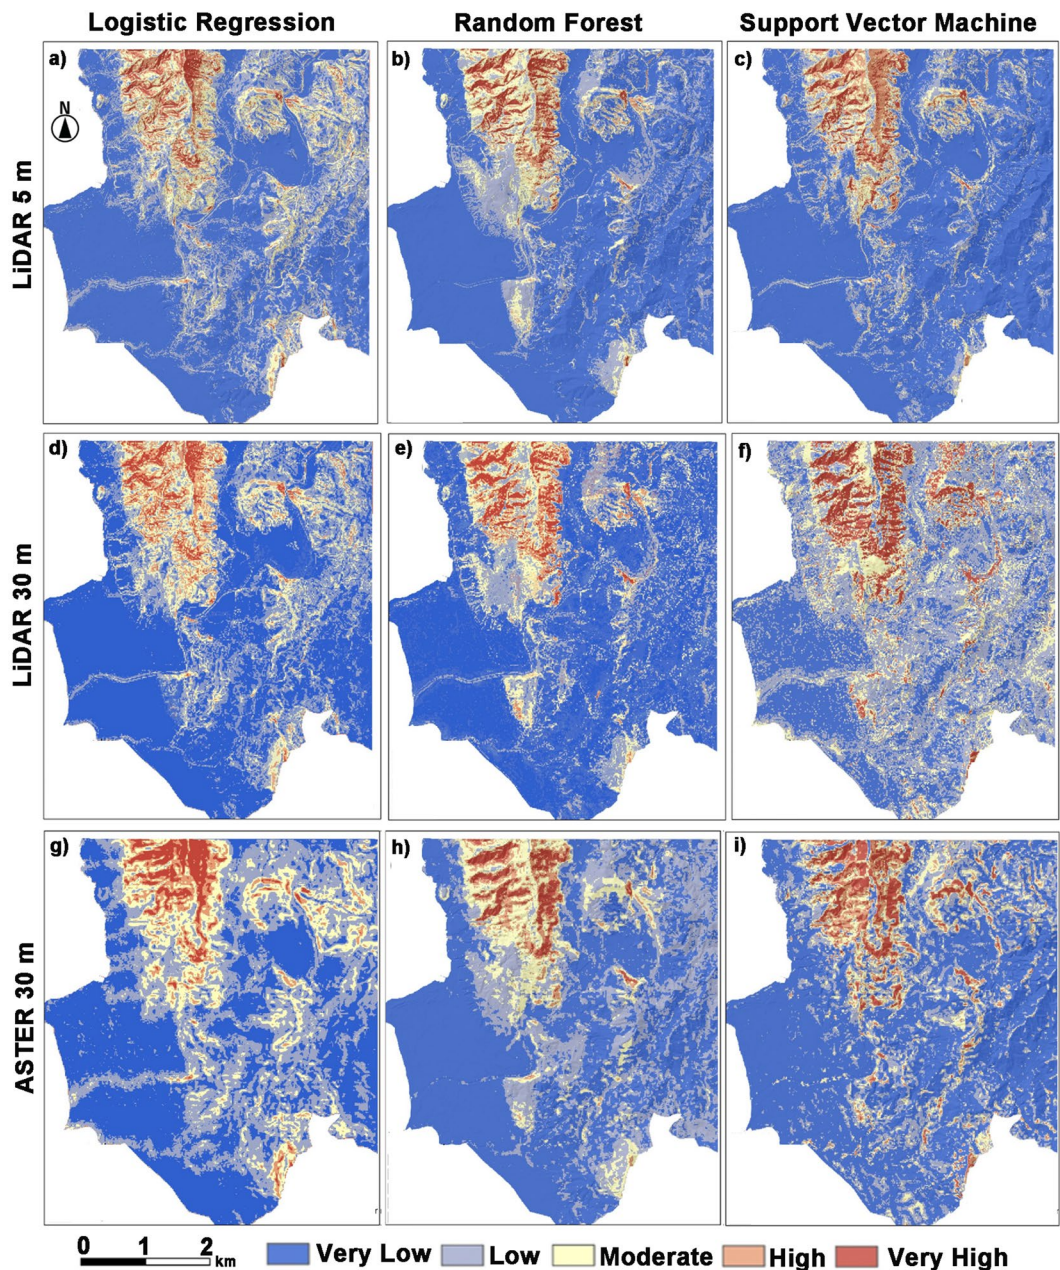 Logistic Regression Random Forest Support Vector Machine
LiDAR 5 m
a) b) c)
N
LiDAR 30 m
d) e) f)
ASTER 30 m
g) h) i)
0 1 2 km
Very Low Low Moderate High Very High